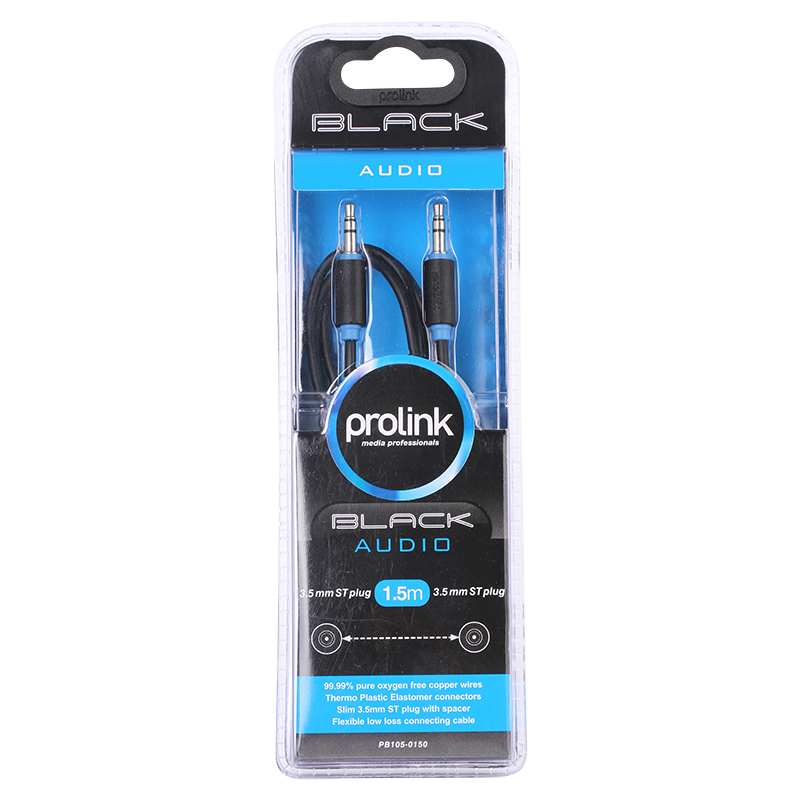 prolink
BLACK
AUDIO
prolink
media professionals
BLACK
AUDIO
3.5 mm ST plug 1.5m 3.5 mm ST plug
99.99% pure oxygen free copper wires
Thermo Plastic Elastomer connectors
Slim 3.5mm ST plug with spacer
Flexible low loss connecting cable
PB105-0150